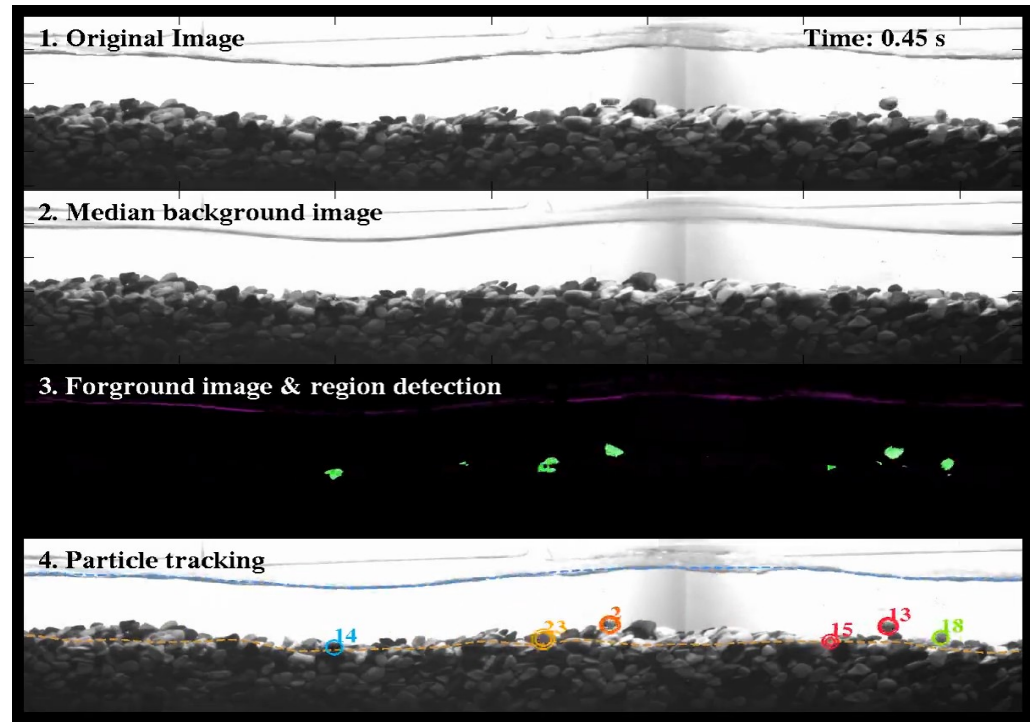 1. Original Image
Time: 0.45 s
2. Median background image
3. Forground image & region detection
4. Particle tracking
14
23
2
15
13
18